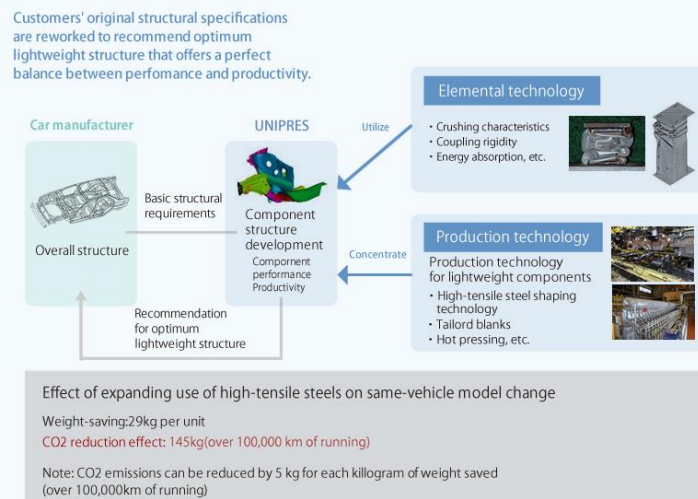 Customers' original structural specifications
are reworked to recommend optimum
lightweight structure that offers a perfect
balance between perfomance and productivity.
Car manufacturer
Overall structure
Basic structural
requirements
UNIPRES
Component
structure
development
Compornent
performance
Productivity
Recommendation
for optimum
lightweight structure
Utilize
Elemental technology
・Crushing characteristics
・Coupling rigidity
・Energy absorption, etc.
Concentrate
Production technology
Production technology
for lightweight components
・High-tensile steel shaping
technology
・Tailord blanks
・Hot pressing, etc.
Effect of expanding use of high-tensile steels on same-vehicle model change
Weight-saving:29kg per unit
CO2 reduction effect: 145kg(over 100,000 km of running)
Note: CO2 emissions can be reduced by 5 kg for each killogram of weight saved
(over 100,000km of running)